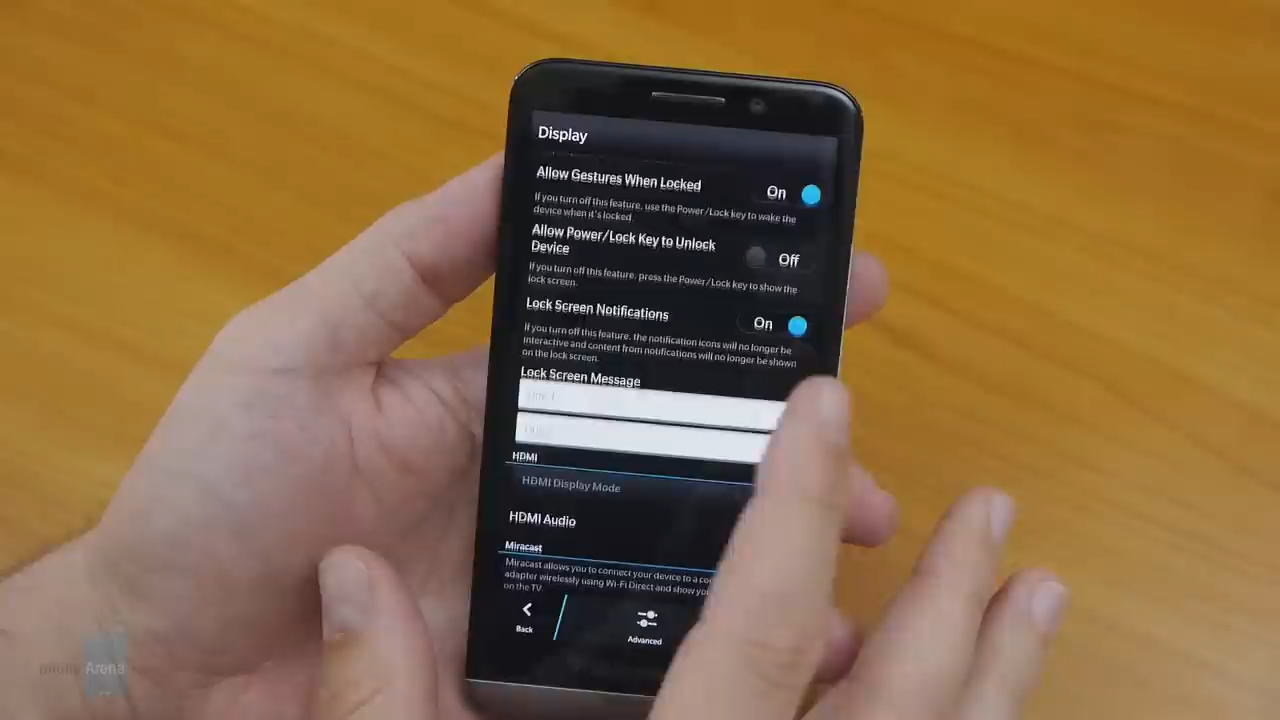 Display
Allow Gestures When Locked
On
If you turn off this feature, use the Power/Lock key to wake the
device when it's locked.
Allow Power/Lock Key to Unlock
Device
Off
If you turn off this feature, press the Power/Lock key to show the
lock screen.
Lock Screen Notifications
On
If you turn off this feature, the notification icons will no longer be
interactive and content from notifications will no longer be shown
on the lock screen.
Lock Screen Message
HDMI
HDMI Display Mode
HDMI Audio
Miracast
Miracast allows you to connect your device to a
adapter wirelessly using Wi-Fi Direct and show
on the TV.
Back
Advanced
phone Arena